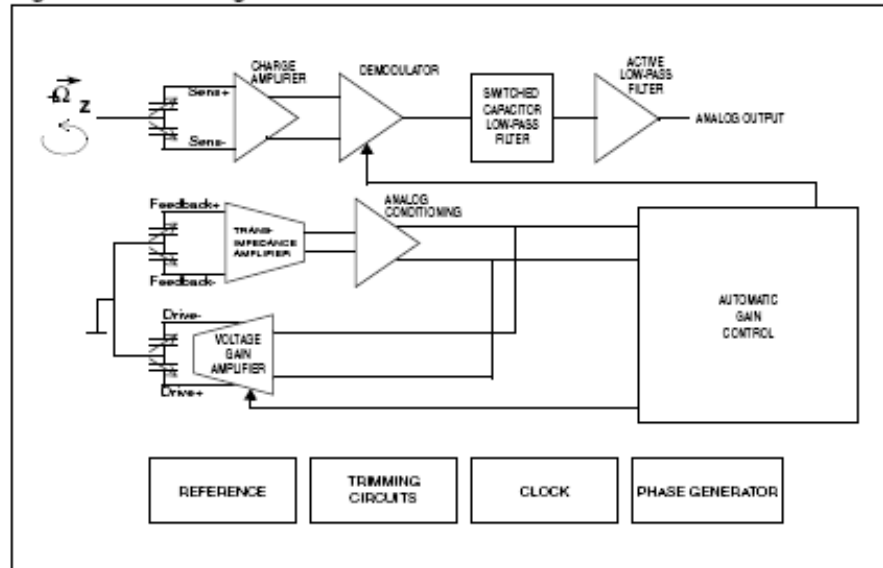 +Ω Z
CHARGE
AMPLIFIER
Sens+
Sens-
DEMODULATOR
SWITCHED
CAPACITOR
LOW-PASS
FILTER
ACTIVE
LOW-PASS
FILTER
ANALOG OUTPUT
Feedback+
Feedback-
TRANS-
IMPEDANCE
AMPLIFIER
ANALOG
CONDITIONING
AUTOMATIC
GAIN
CONTROL
Drive-
Drive+
VOLTAGE
GAIN
AMPLIFIER
REFERENCE
TRIMMING
CIRCUITS
CLOCK
PHASE GENERATOR